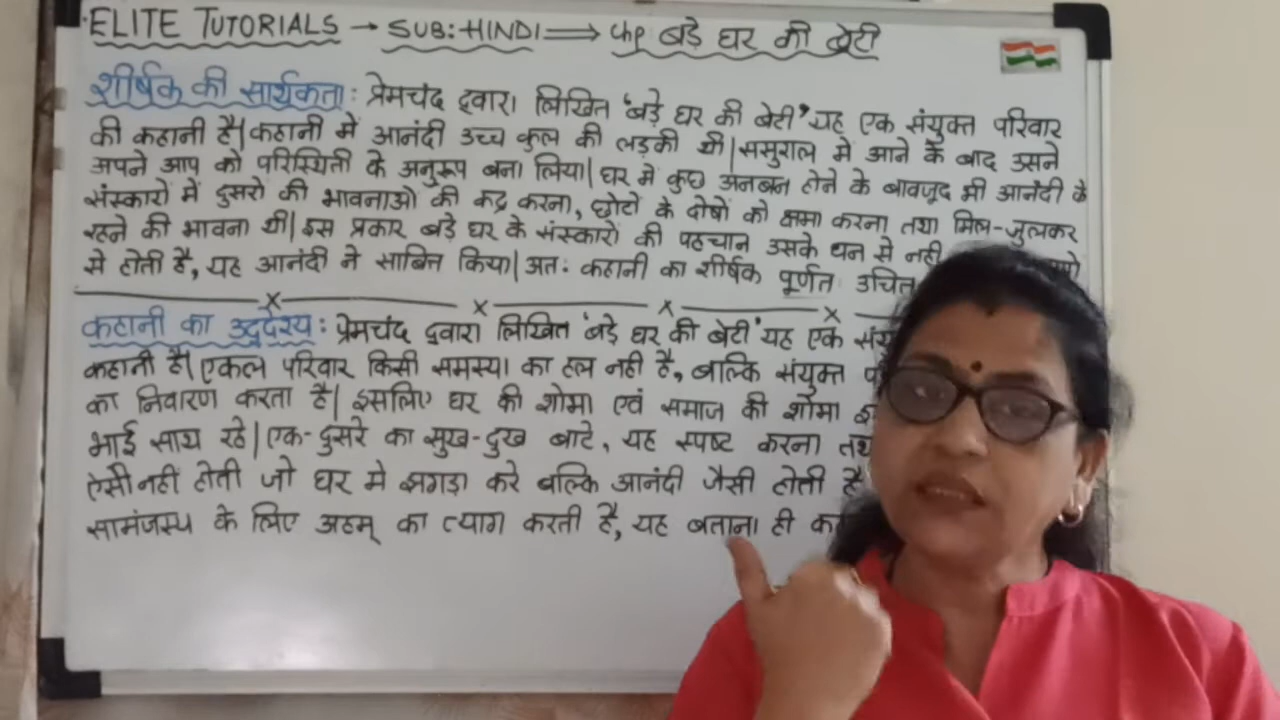 ELITE TUTORIALS → SUB:-HINDI ⟹ Chp बड़े घर की बेटी
शीर्षक की सार्थकता: प्रेमचंद द्वारा लिखित 'बड़े घर की बेटी' यह एक संयुक्त परिवार
की कहानी है| कहानी में आनंदी उच्च कुल की लड़की थी| ससुराल में आने के बाद उसने
अपने आप को परिस्थिती के अनुरूप बना लिया| घर में कुछ अनबन होने के बावजूद भी आनंदी के
संस्कारों में दुसरों की भावनाओं की कद्र करना, छोटों के दोषों को क्षमा करना तथा मिल-जुलकर
रहने की भावना थी| इस प्रकार बड़े घर के संस्कारों की पहचान उसके धन से नही
से होती है, यह आनंदी ने साबित किया| अत: कहानी का शीर्षक पूर्णत: उचित
कहानी का उद्देश्य: प्रेमचंद द्वारा लिखित 'बड़े घर की बेटी' यह एक
कहानी है| एकल परिवार किसी समस्या का हल नही है, बल्कि संयुक्त
का निवारण करता है| इसलिए घर की शोभा एवं समाज की शोभा
भाई साथ रहे| एक-दुसरे का सुख-दुख बाटे, यह स्पष्ट करना
ऐसी नही होती जो घर मे झगड़ा करे बल्कि आनंदी जैसी होती है
सामंजस्य के लिए अहम् का त्याग करती है, यह बताना ही